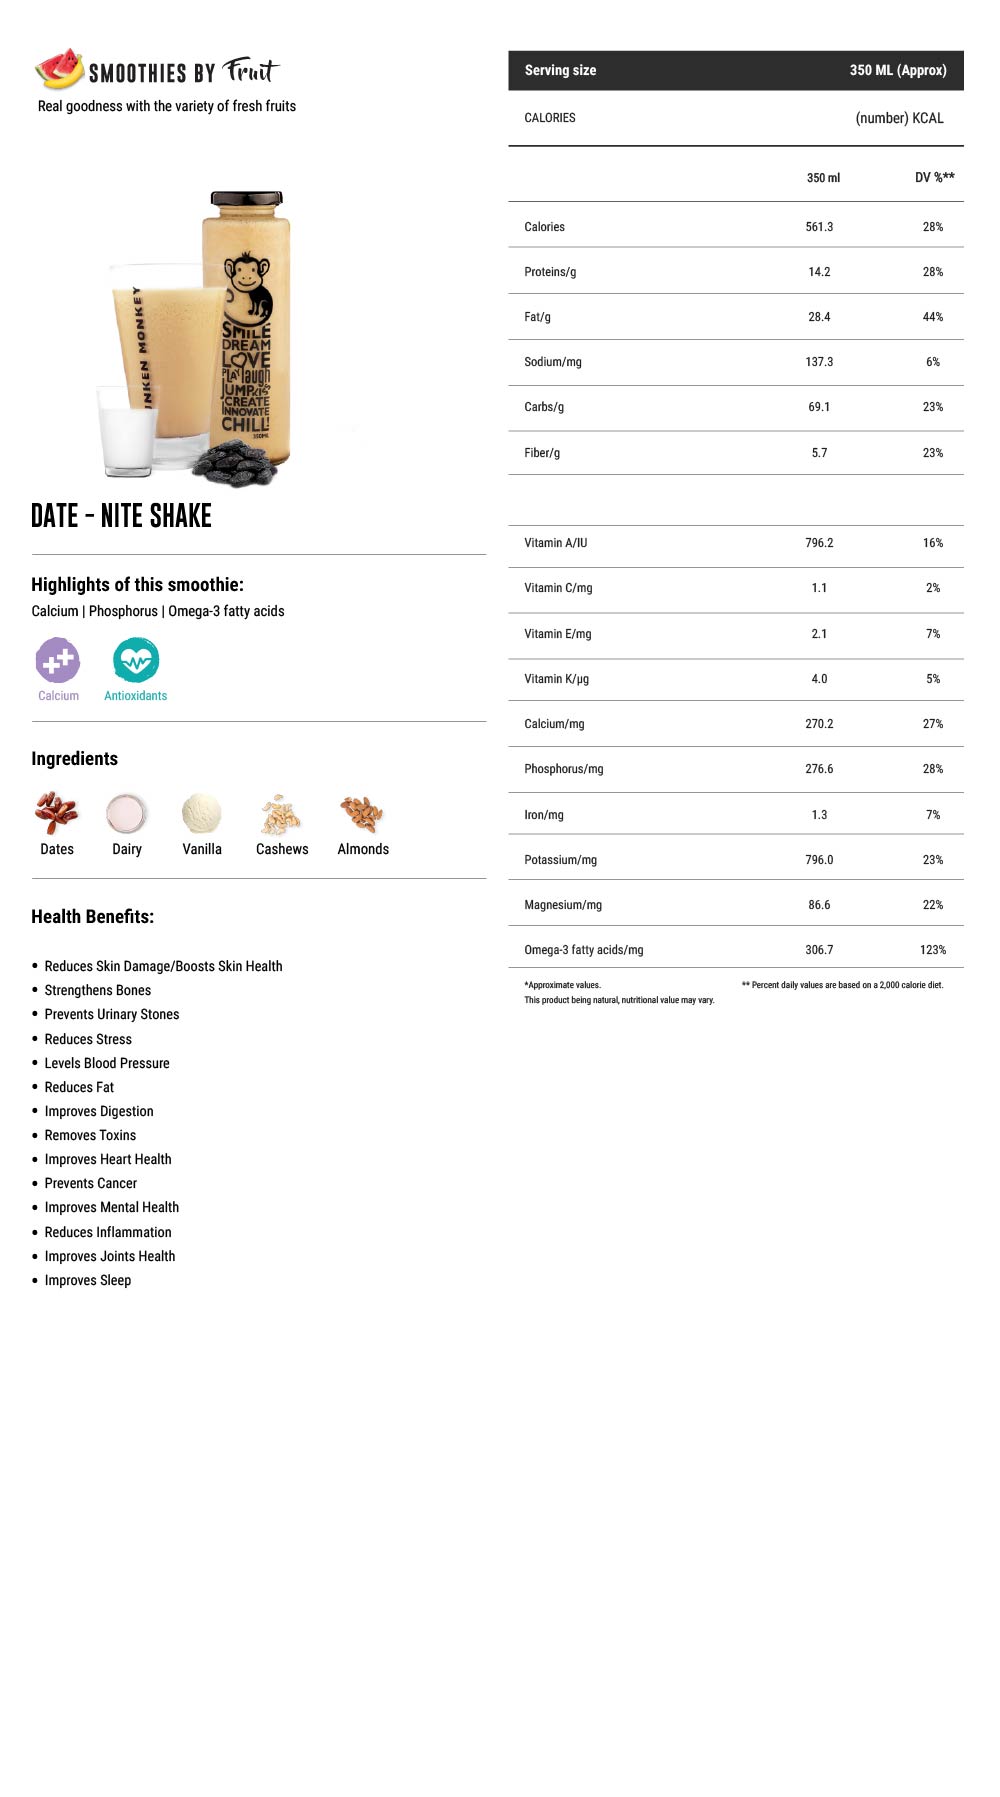 SMOOTHIES BY Fruit
Real goodness with the variety of fresh fruits
UNKEN MONKEY
SMILE
DREAM
LOVE
PLAY laugh
JUMP KISS
CREATE
INNOVATE
CHILL!
350ML
DATE - NITE SHAKE
Highlights of this smoothie:
Calcium | Phosphorus | Omega-3 fatty acids
Calcium Antioxidants
Ingredients
Dates Dairy Vanilla Cashews Almonds
Health Benefits:
• Reduces Skin Damage/Boosts Skin Health
• Strengthens Bones
• Prevents Urinary Stones
• Reduces Stress
• Levels Blood Pressure
• Reduces Fat
• Improves Digestion
• Removes Toxins
• Improves Heart Health
• Prevents Cancer
• Improves Mental Health
• Reduces Inflammation
• Improves Joints Health
• Improves Sleep
Serving size 350 ML (Approx)
CALORIES (number) KCAL
350 ml DV %**
Calories 561.3 28%
Proteins/g 14.2 28%
Fat/g 28.4 44%
Sodium/mg 137.3 6%
Carbs/g 69.1 23%
Fiber/g 5.7 23%
Vitamin A/IU 796.2 16%
Vitamin C/mg 1.1 2%
Vitamin E/mg 2.1 7%
Vitamin K/µg 4.0 5%
Calcium/mg 270.2 27%
Phosphorus/mg 276.6 28%
Iron/mg 1.3 7%
Potassium/mg 796.0 23%
Magnesium/mg 86.6 22%
Omega-3 fatty acids/mg 306.7 123%
*Approximate values. ** Percent daily values are based on a 2,000 calorie diet.
This product being natural, nutritional value may vary.